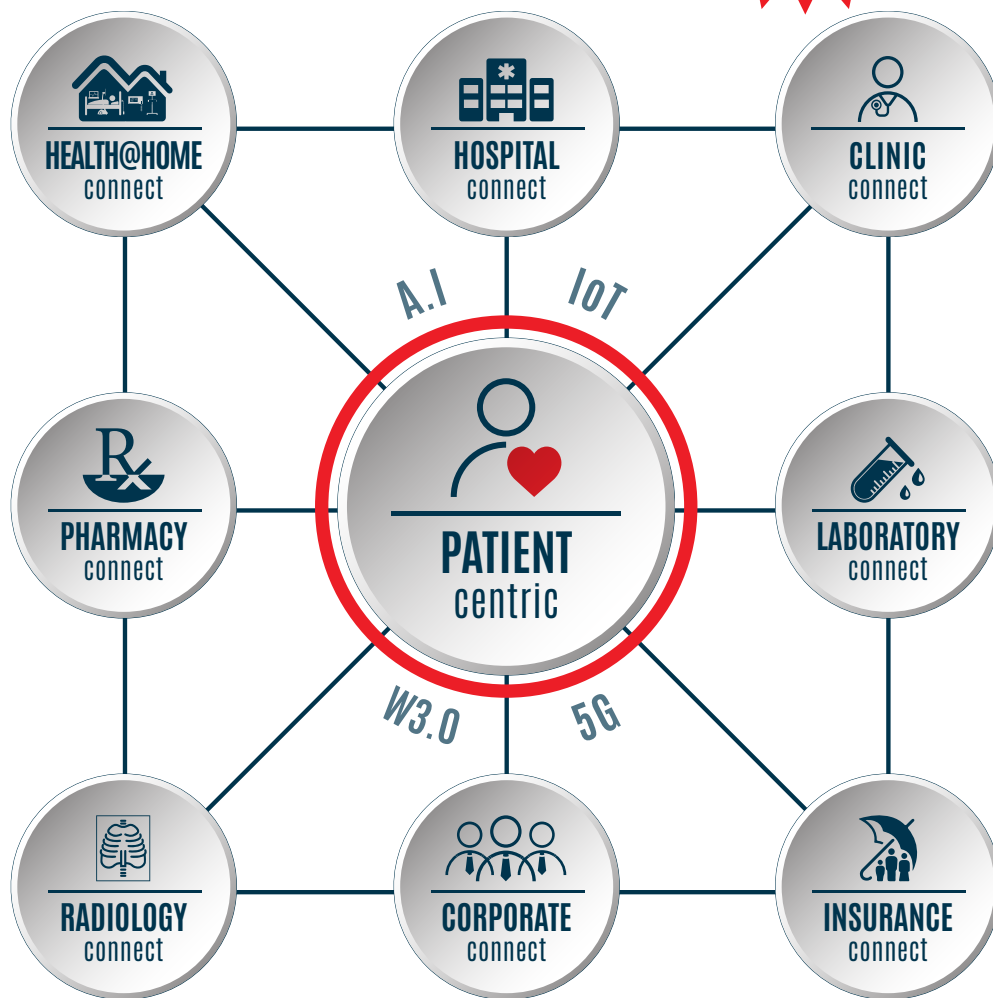 HEALTH@HOME
connect
HOSPITAL
connect
CLINIC
connect
A.I
IoT
PHARMACY
connect
PATIENT
centric
LABORATORY
connect
W3.0
5G
RADIOLOGY
connect
CORPORATE
connect
INSURANCE
connect
Rx